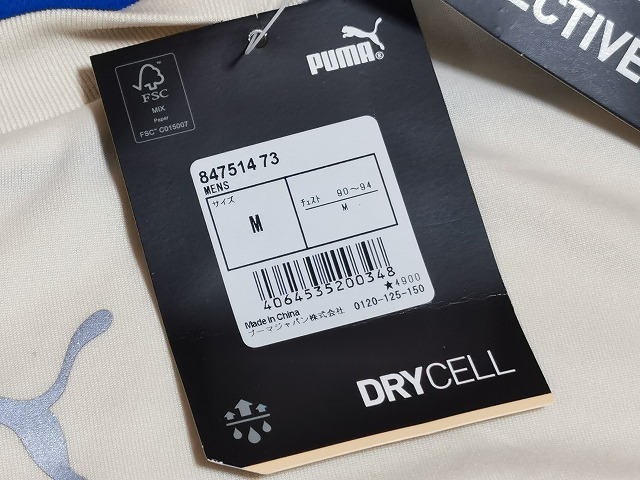 PUMA®
FSC
MIX
Paper
FSC™ C015007
ECTIVE
847514 73
MENS
サイズ
M
チェスト 90～94
M
4064535200348
★4900
Made in China
プーマジャパン株式会社 0120-125-150
DRYCELL